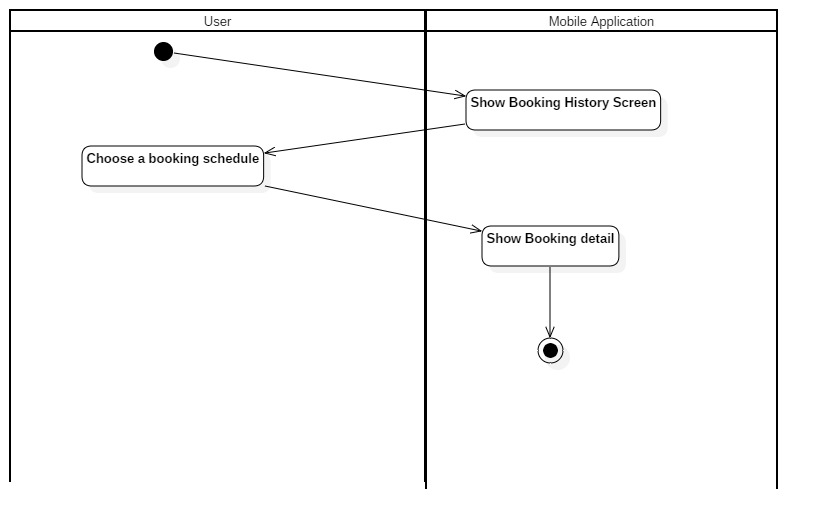 User
Mobile Application
Show Booking History Screen
Choose a booking schedule
Show Booking detail